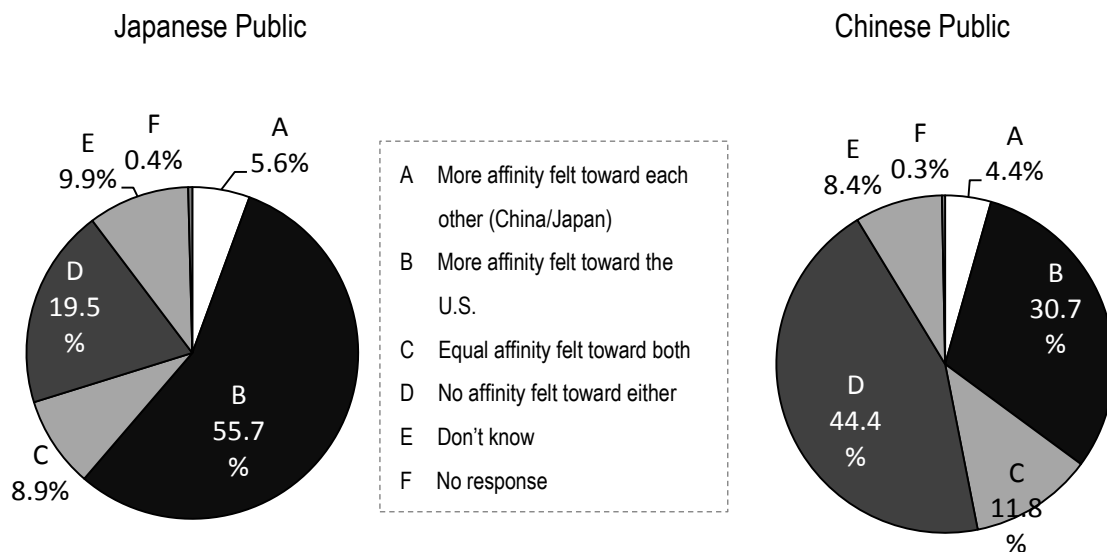 Japanese Public
F
0.4%
A
5.6%
E
9.9%
D
19.5
%
B
55.7
%
C
8.9%
A More affinity felt toward each
other (China/Japan)
B More affinity felt toward the
U.S.
C Equal affinity felt toward both
D No affinity felt toward either
E Don't know
F No response
Chinese Public
F
0.3%
A
4.4%
E
8.4%
B
30.7
%
D
44.4
%
C
11.8
%